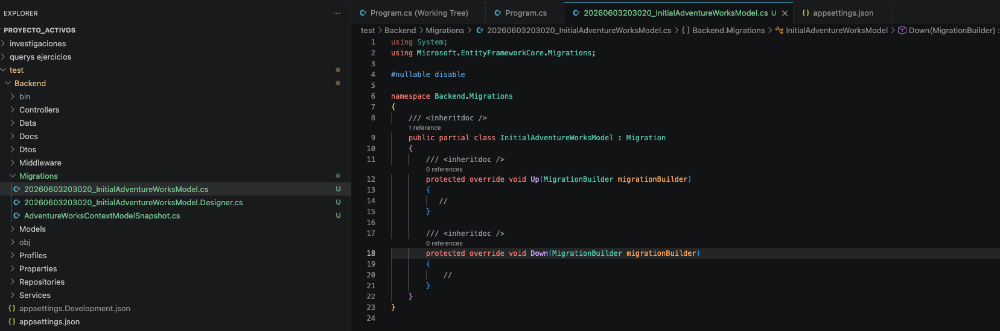 EXPLORER
...
PROYECTO_ACTIVOS
investigaciones
querys ejercicios
test
Backend
bin
Controllers
Data
Docs
Dtos
Middleware
Migrations
20260603203020_InitialAdventureWorksModel.cs U
20260603203020_InitialAdventureWorksModel.Designer.cs U
AdventureWorksContextModelSnapshot.cs U
Models
obj
Profiles
Properties
Repositories
Services
{} appsettings.Development.json
{} appsettings.json
C# Program.cs (Working Tree)
C# Program.cs
C# 20260603203020_InitialAdventureWorksModel.cs U
{} appsettings.json
test > Backend > Migrations > C# 20260603203020_InitialAdventureWorksModel.cs > {} Backend.Migrations > InitialAdventureWorksModel > Down(MigrationBuilder) :
1 using System;
2 using Microsoft.EntityFrameworkCore.Migrations;
3
4 #nullable disable
5
6 namespace Backend.Migrations
7 {
8 /// <inheritdoc />
1 reference
9 public partial class InitialAdventureWorksModel : Migration
10 {
11 /// <inheritdoc />
0 references
12 protected override void Up(MigrationBuilder migrationBuilder)
13 {
14 //
15 }
16
17 /// <inheritdoc />
0 references
18 protected override void Down(MigrationBuilder migrationBuilder)
19 {
20 //
21 }
22 }
23 }
24